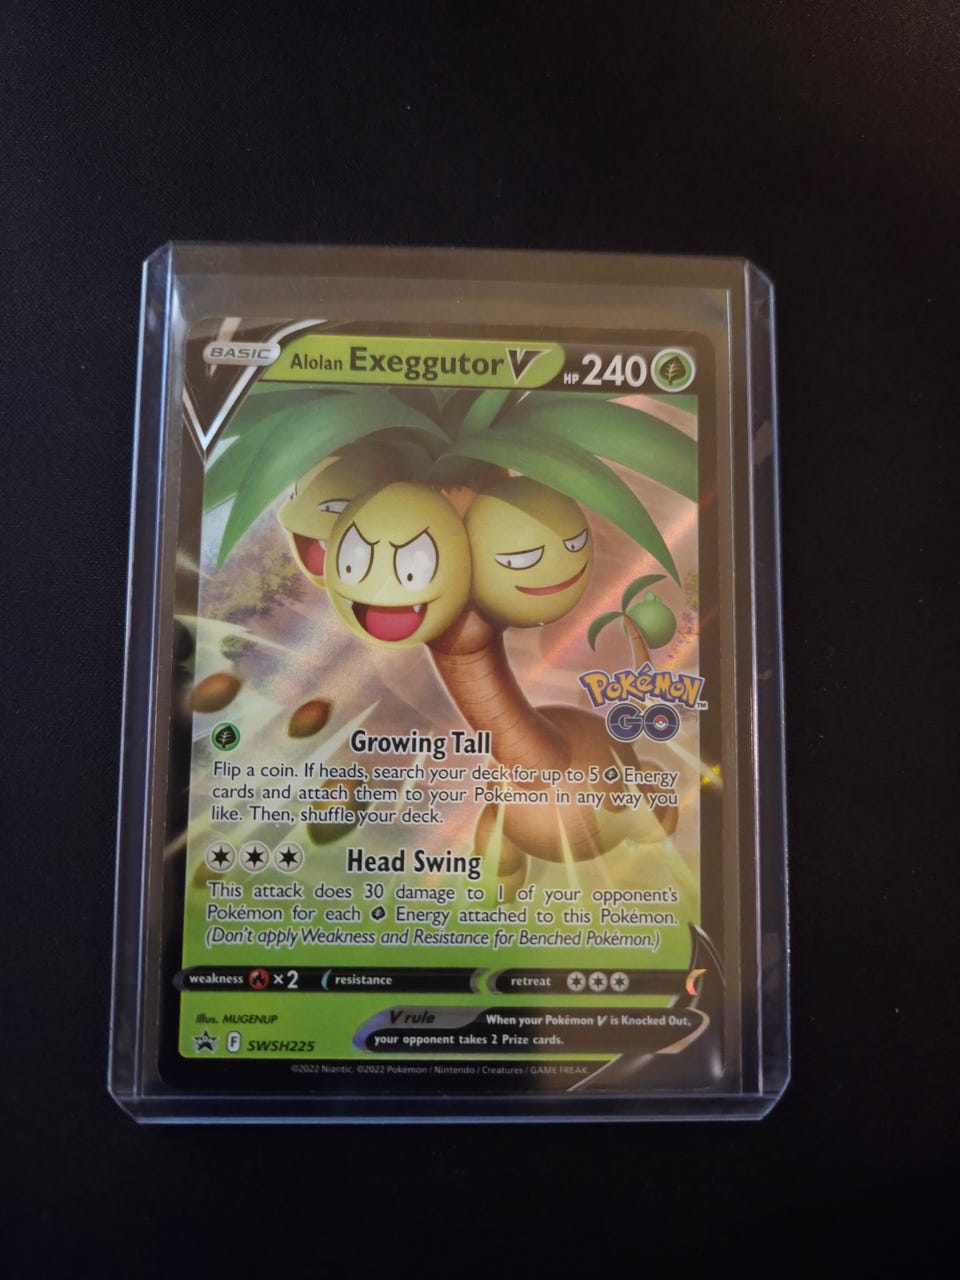 BASIC Alolan Exeggutor V HP 240
POKÉMON™
GO
Growing Tall
Flip a coin. If heads, search your deck for up to 5 Energy
cards and attach them to your Pokémon in any way you
like. Then, shuffle your deck.
Head Swing
This attack does 30 damage to 1 of your opponent's
Pokémon for each Energy attached to this Pokémon.
(Don't apply Weakness and Resistance for Benched Pokémon.)
weakness ×2 resistance retreat
illus. MUGENUP
V rule When your Pokémon V is Knocked Out,
your opponent takes 2 Prize cards.
F SWSH225
©2022 Niantic. ©2022 Pokémon / Nintendo / Creatures / GAME FREAK.